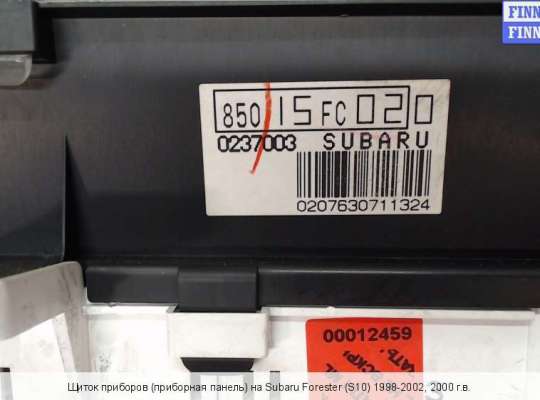 FINN
FINN
85015FC020
0237003 SUBARU
0207630711324
00012459
Щиток приборов (приборная панель) на Subaru Forester (S10) 1998-2002, 2000 г.в.